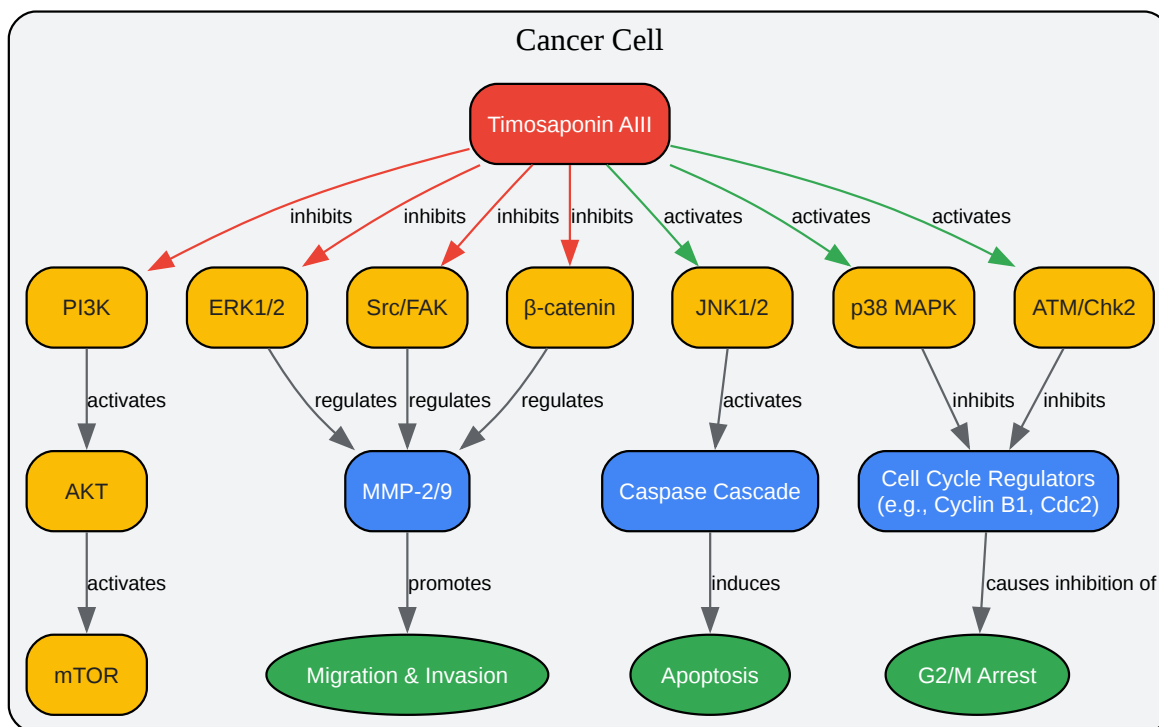 Cancer Cell
Timosaponin AIII
inhibits
inhibits
inhibits
inhibits
activates
activates
activates
PI3K
ERK1/2
Src/FAK
β-catenin
JNK1/2
p38 MAPK
ATM/Chk2
activates
regulates
regulates
regulates
activates
inhibits
inhibits
AKT
MMP-2/9
Caspase Cascade
Cell Cycle Regulators
(e.g., Cyclin B1, Cdc2)
activates
promotes
induces
causes inhibition of
mTOR
Migration & Invasion
Apoptosis
G2/M Arrest